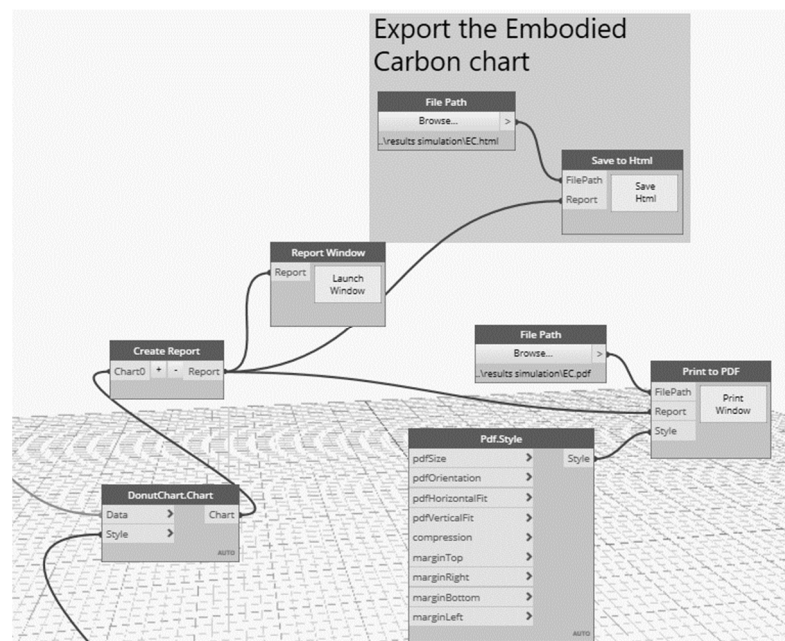 Export the Embodied
Carbon chart
File Path
Browse... >
..\results simulation\EC.html
Save to Html
FilePath
Save
Html
Report
Report Window
Report
Launch
Window
Create Report
Chart0 + - Report
File Path
Browse... >
..\results simulation\EC.pdf
Print to PDF
FilePath
Print
Window
Report
Style
Pdf.Style
pdfSize > Style
pdfOrientation >
pdfHorizontalFit >
pdfVerticalFit >
compression >
marginTop >
marginRight >
marginBottom >
marginLeft >
AUTO
DonutChart.Chart
Data > Chart
Style >
AUTO